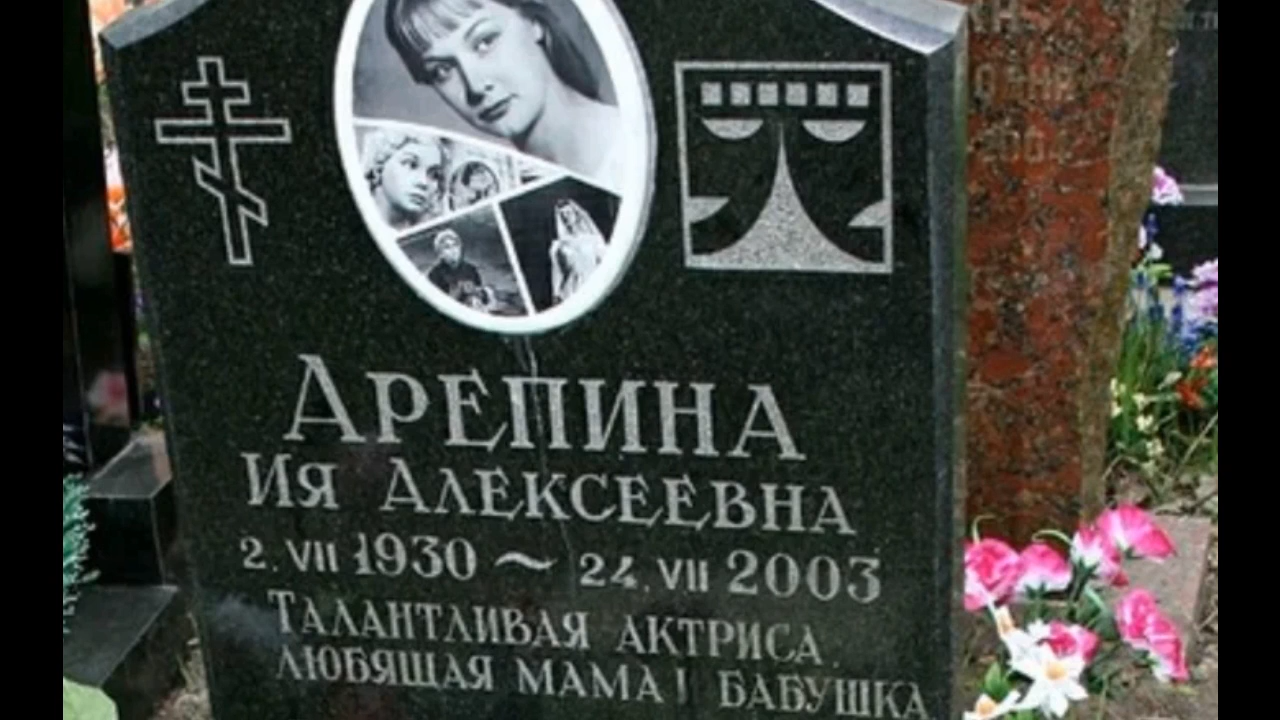 Арепина
Ия Алексеевна
2.VII 1930 ~ 24.VII 2003
Талантливая актриса,
любящая мама и бабушка